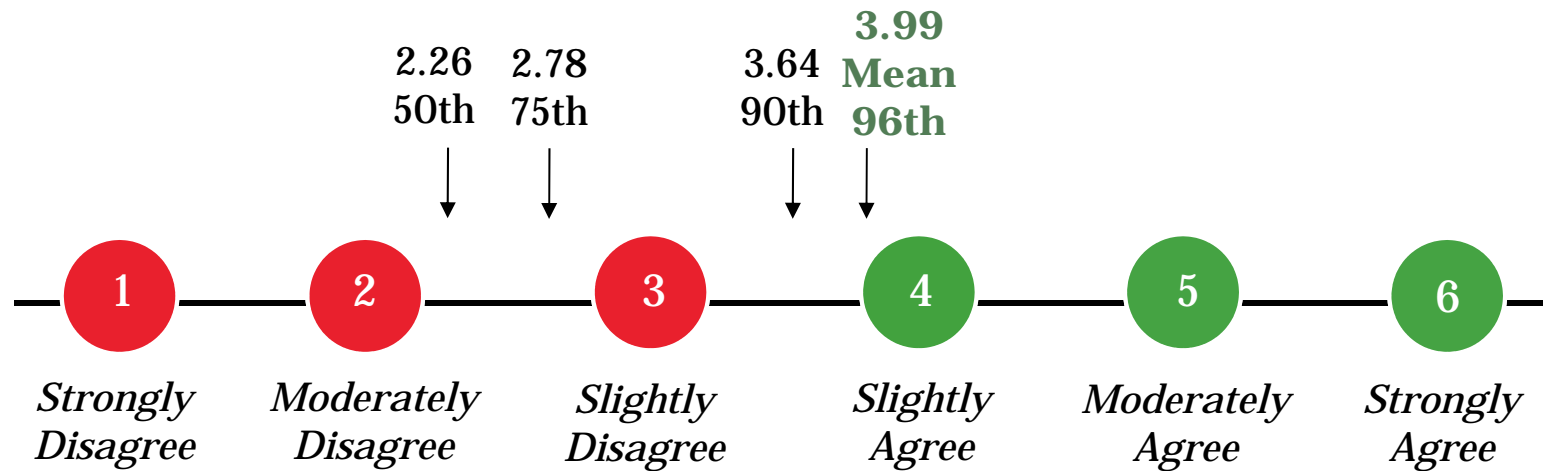 2.26
50th
2.78
75th
3.64
90th
3.99
Mean
96th
1
2
3
4
5
6
Strongly
Disagree
Moderately
Disagree
Slightly
Disagree
Slightly
Agree
Moderately
Agree
Strongly
Agree